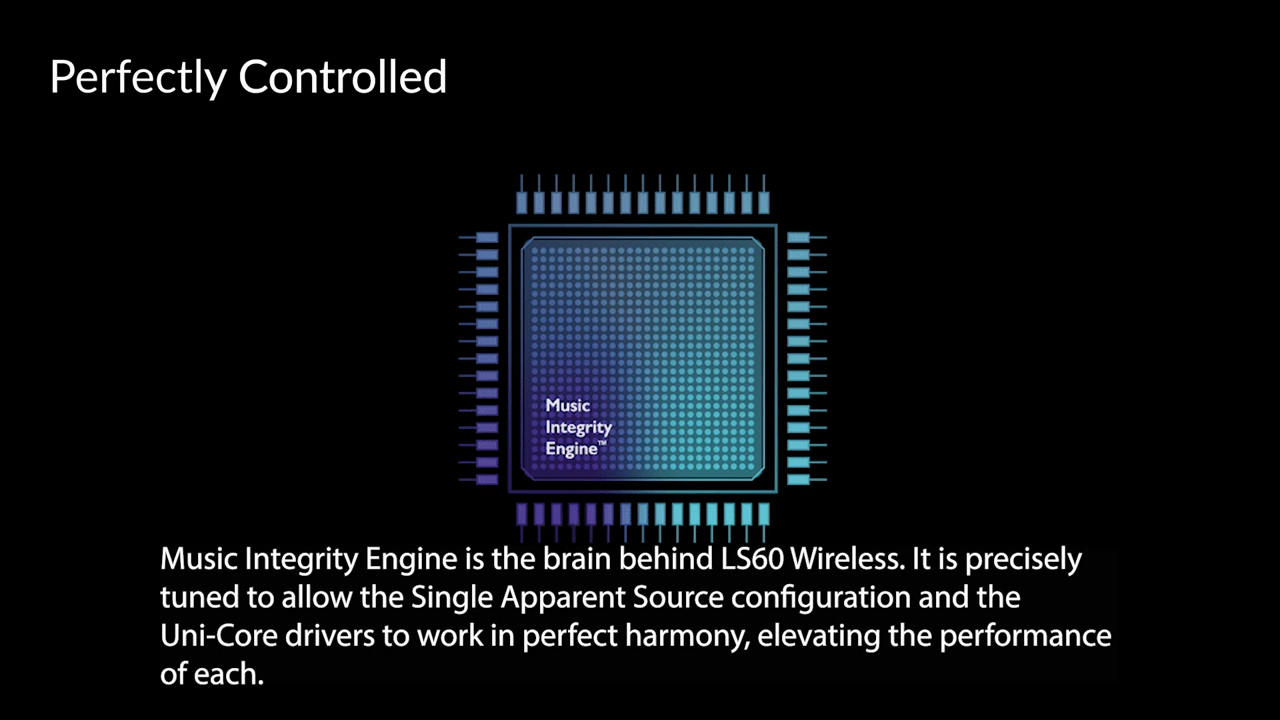 Perfectly Controlled
Music
Integrity
Engine™
Music Integrity Engine is the brain behind LS60 Wireless. It is precisely
tuned to allow the Single Apparent Source configuration and the
Uni-Core drivers to work in perfect harmony, elevating the performance
of each.